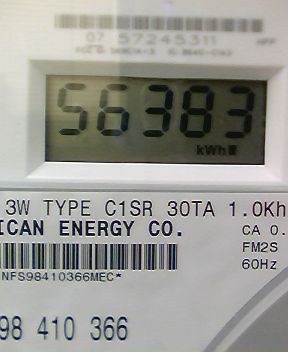 07 57245311
56383
kWh
3W TYPE C1SR 30TA 1.0Kh
ICAN ENERGY CO.
CA 0.
FM2S
60Hz
NFS98410366MEC*
98 410 366